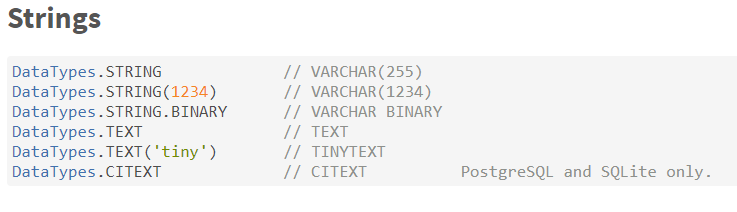 Strings
DataTypes.STRING             // VARCHAR(255)
DataTypes.STRING(1234)       // VARCHAR(1234)
DataTypes.STRING.BINARY      // VARCHAR BINARY
DataTypes.TEXT               // TEXT
DataTypes.TEXT('tiny')       // TINYTEXT
DataTypes.CITEXT             // CITEXT          PostgreSQL and SQLite only.